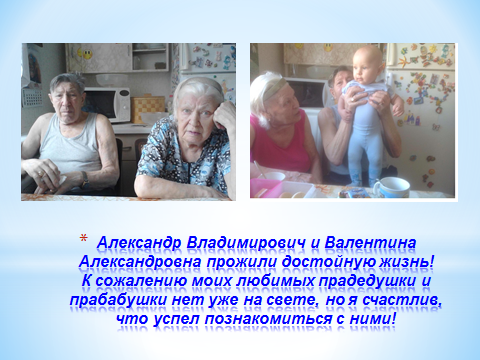 * Александр Владимирович и Валентина
Александровна прожили достойную жизнь!
К сожалению моих любимых прадедушки и
прабабушки нет уже на свете, но я счастлив,
что успел познакомиться с ними!